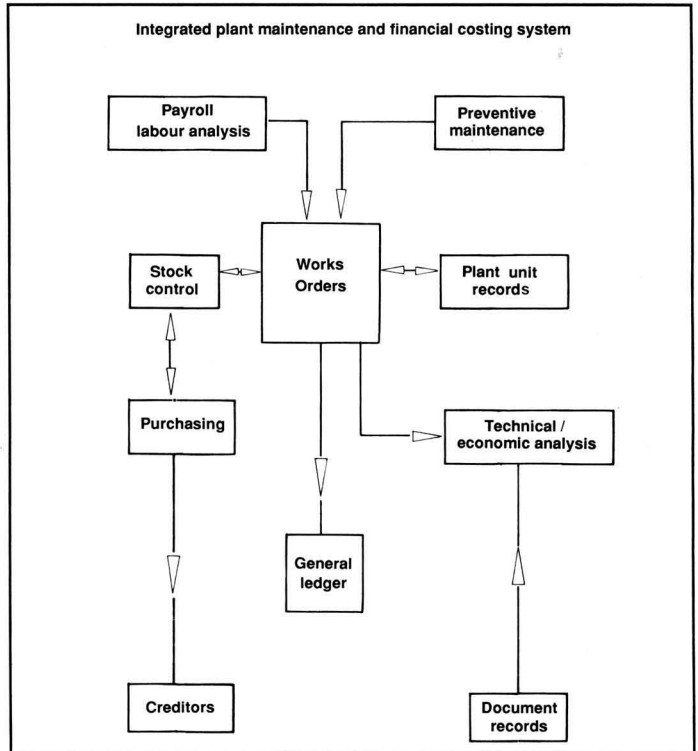 Integrated plant maintenance and financial costing system
Payroll
labour analysis
Preventive
maintenance
Works
Orders
Stock
control
Plant unit
records
Purchasing
Technical /
economic analysis
General
ledger
Creditors
Document
records